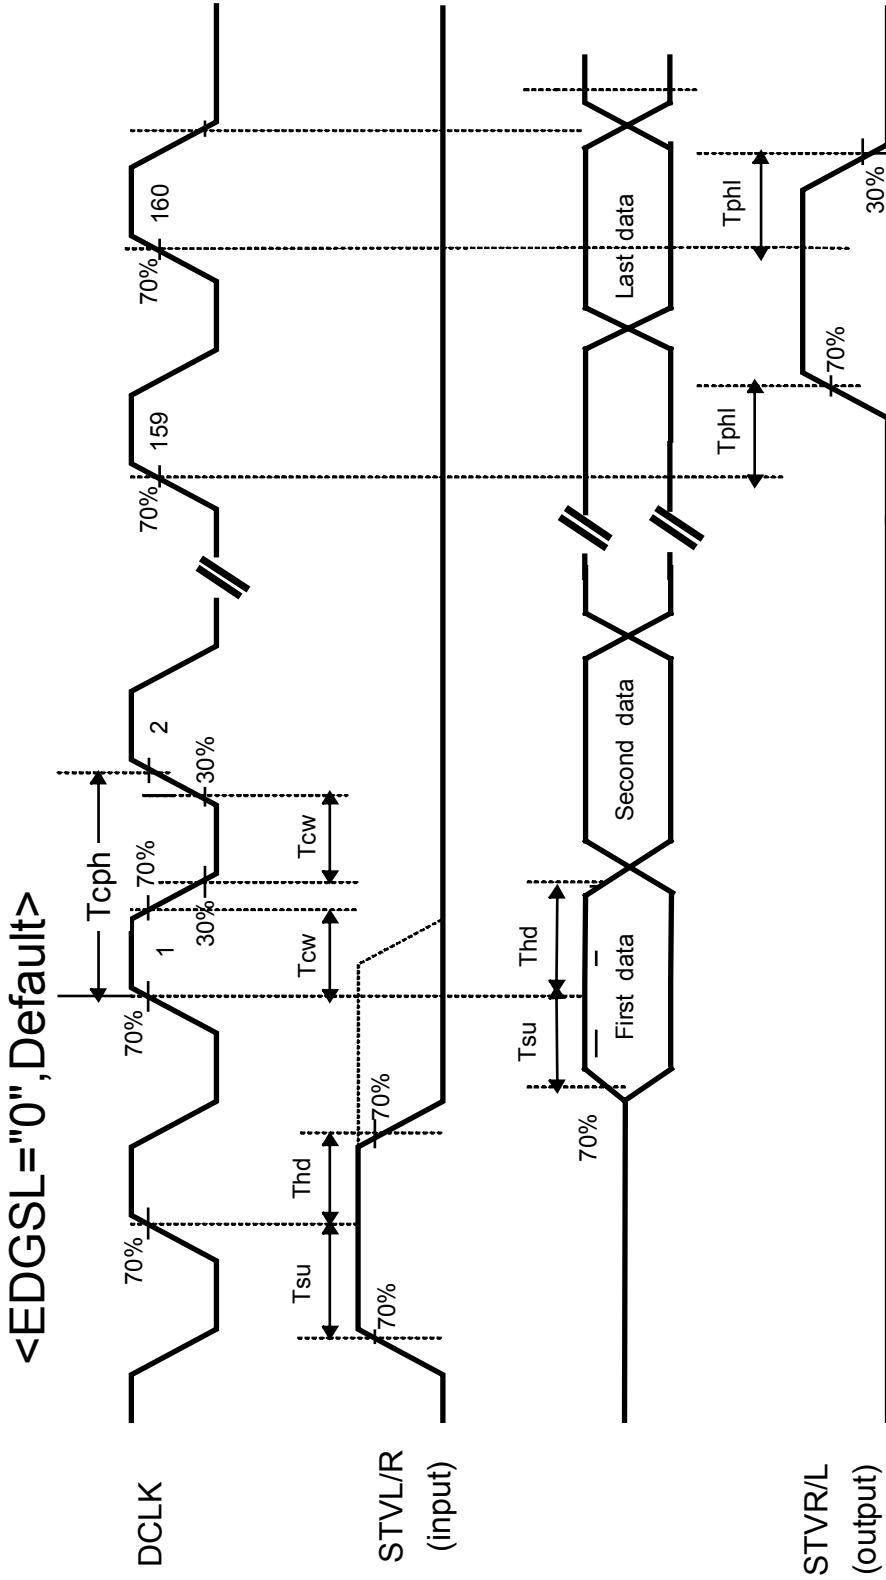 <EDGSL="0",Default>
Tcph
DCLK
70%
70%
1
70%
30%
30%
2
70%
159
70%
160
Tcw
Tcw
STVL/R
(input)
Tsu
Thd
70%
70%
Tsu
Thd
70%
First data
Second data
Last data
Tphl
Tphl
STVR/L
(output)
70%
30%